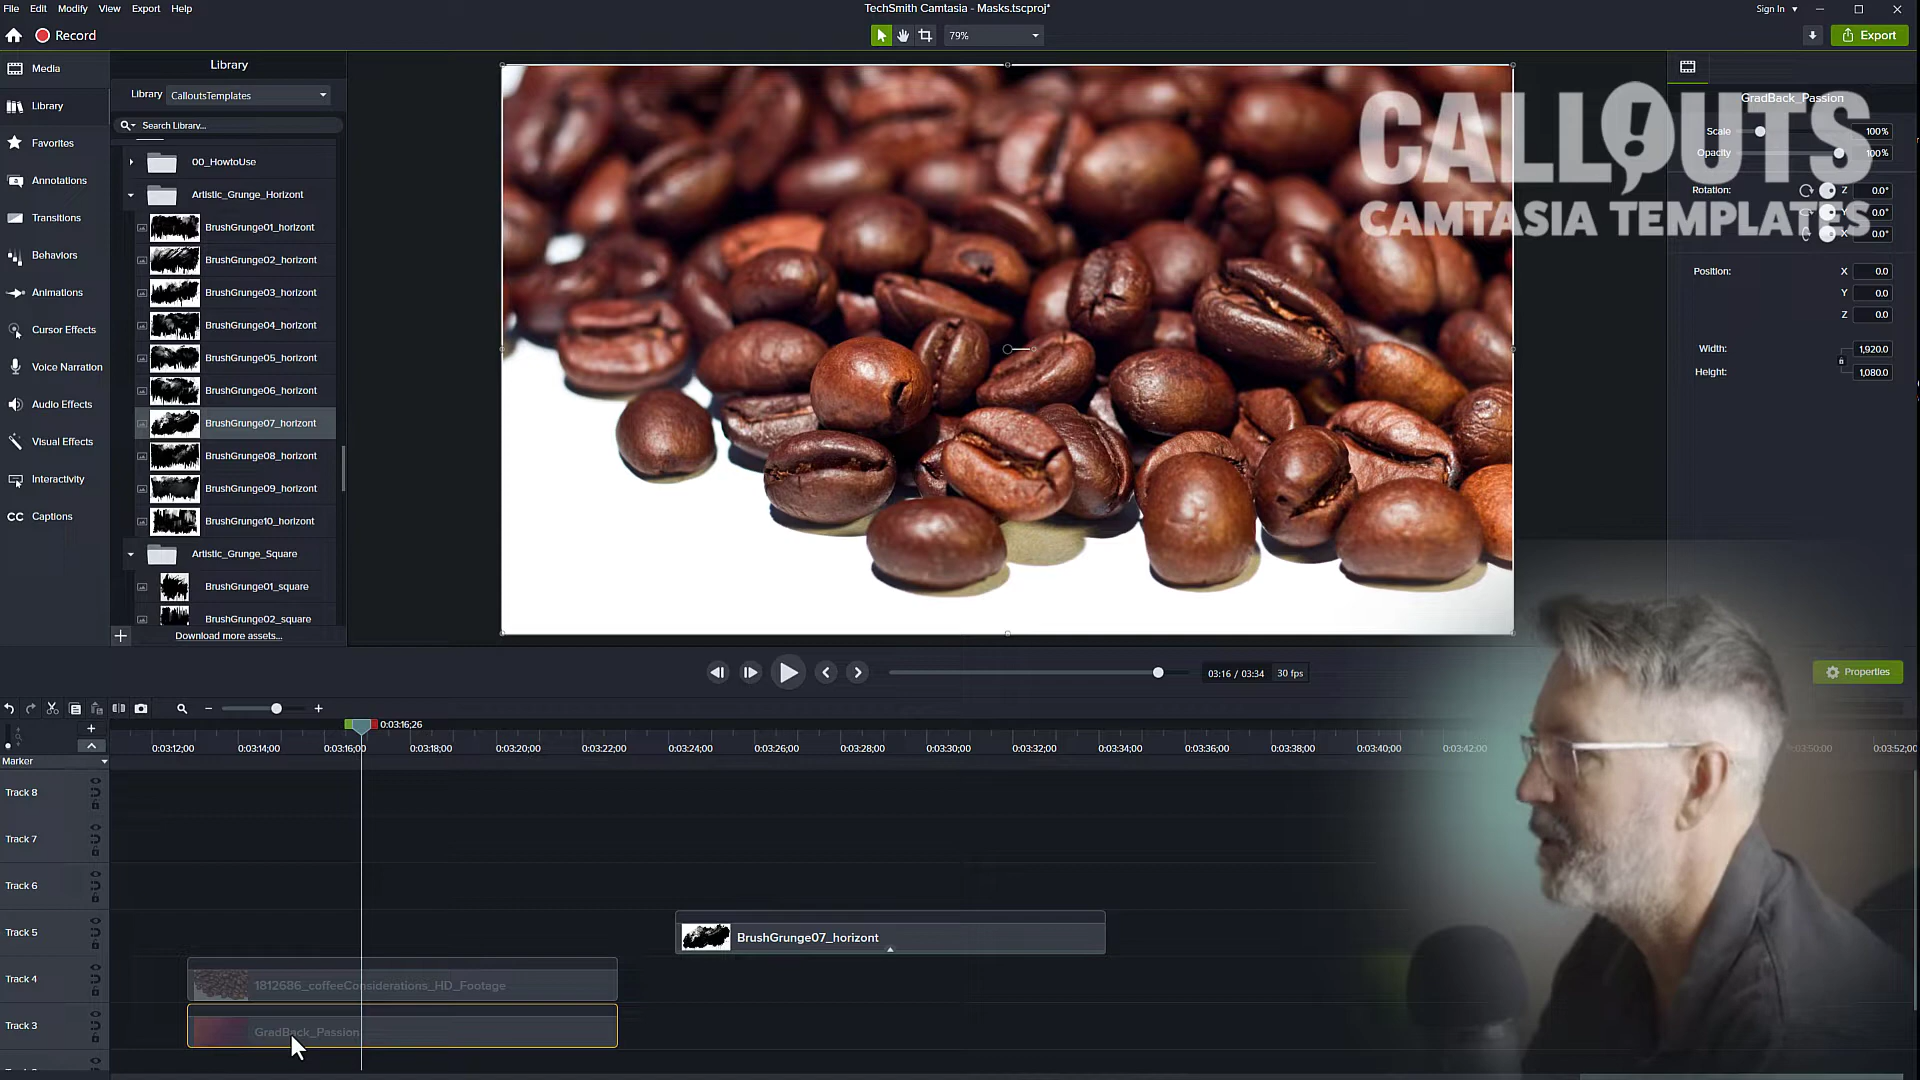 File Edit Modify View Export Help
TechSmith Camtasia - Masks.tscproj*
Sign In
Record
79%
Export
Media
Library
Favorites
Annotations
Transitions
Behaviors
Animations
Cursor Effects
Voice Narration
Audio Effects
Visual Effects
Interactivity
CC Captions
Library
Library CalloutsTemplates
Search Library...
00_HowtoUse
Artistic_Grunge_Horizont
BrushGrunge01_horizont
BrushGrunge02_horizont
BrushGrunge03_horizont
BrushGrunge04_horizont
BrushGrunge05_horizont
BrushGrunge06_horizont
BrushGrunge07_horizont
BrushGrunge08_horizont
BrushGrunge09_horizont
BrushGrunge10_horizont
Artistic_Grunge_Square
BrushGrunge01_square
BrushGrunge02_square
Download more assets...
CALLOUTS
CAMTASIA TEMPLATES
GradBack_Passion
Scale 100%
Opacity 100%
Rotation: Z 0.0°
Y 0.0°
X 0.0°
Position: X 0.0
Y 0.0
Z 0.0
Width: 1,920.0
Height: 1,080.0
03:16 / 03:34 30 fps
Properties
0:03:16;26
0:03:12;00 0:03:14;00 0:03:16;00 0:03:18;00 0:03:20;00 0:03:22;00 0:03:24;00 0:03:26;00 0:03:28;00 0:03:30;00 0:03:32;00 0:03:34;00 0:03:36;00 0:03:38;00 0:03:40;00 0:03:42;00 0:03:50;00 0:03:52;00
Marker
Track 8
Track 7
Track 6
Track 5
BrushGrunge07_horizont
Track 4
1812686_coffeeConsiderations_HD_Footage
Track 3
GradBack_Passion